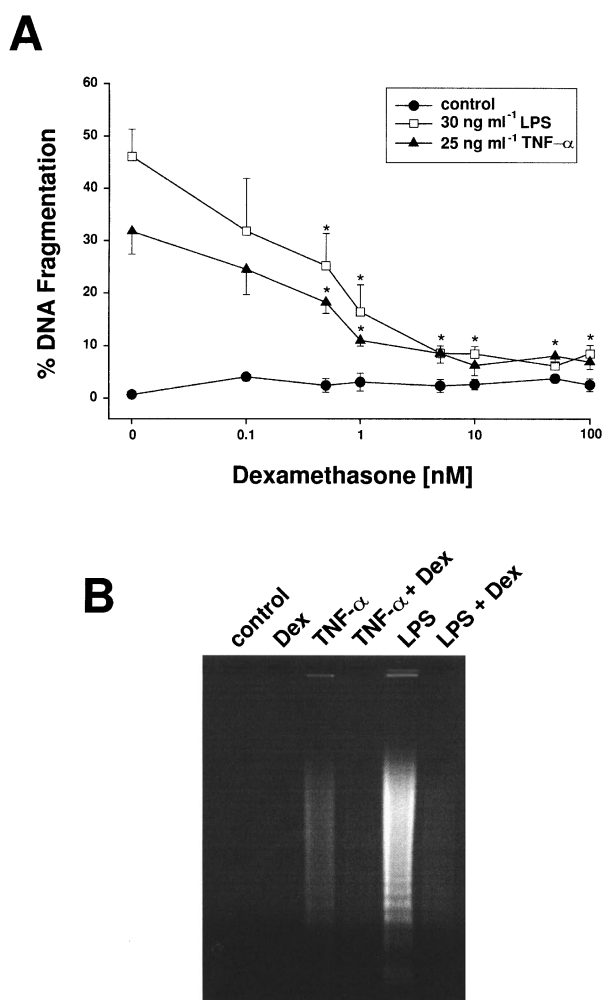 A
60
50
40
30
20
10
0
% DNA Fragmentation
control
30 ng ml⁻¹ LPS
25 ng ml⁻¹ TNF–α
* * * * * * * *
0 0.1 1 10 100
Dexamethasone [nM]
B
control Dex TNF-α TNF-α + Dex LPS LPS + Dex